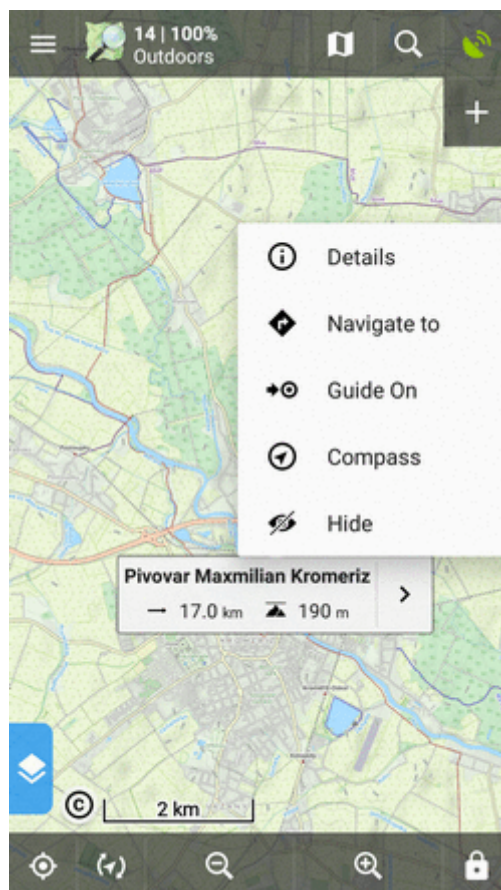 14 | 100%
Outdoors
Details
Navigate to
Guide On
Compass
Hide
Pivovar Maxmilian Kromeriz
17.0 km 190 m
© 2 km